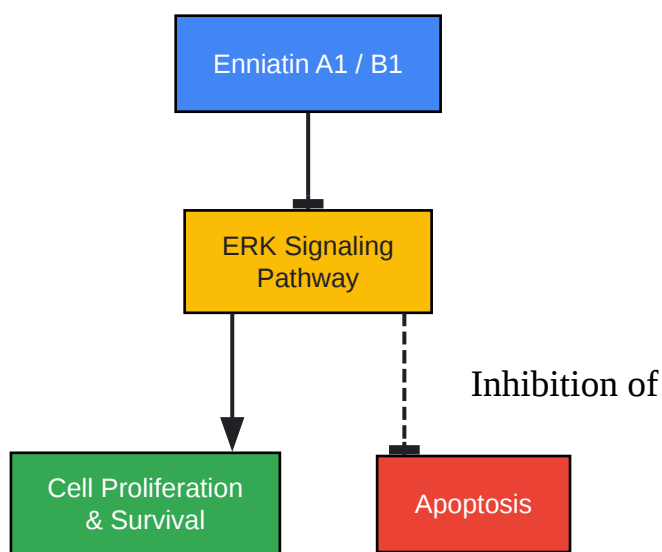 Enniatin A1 / B1
ERK Signaling
Pathway
Inhibition of
Cell Proliferation
& Survival
Apoptosis